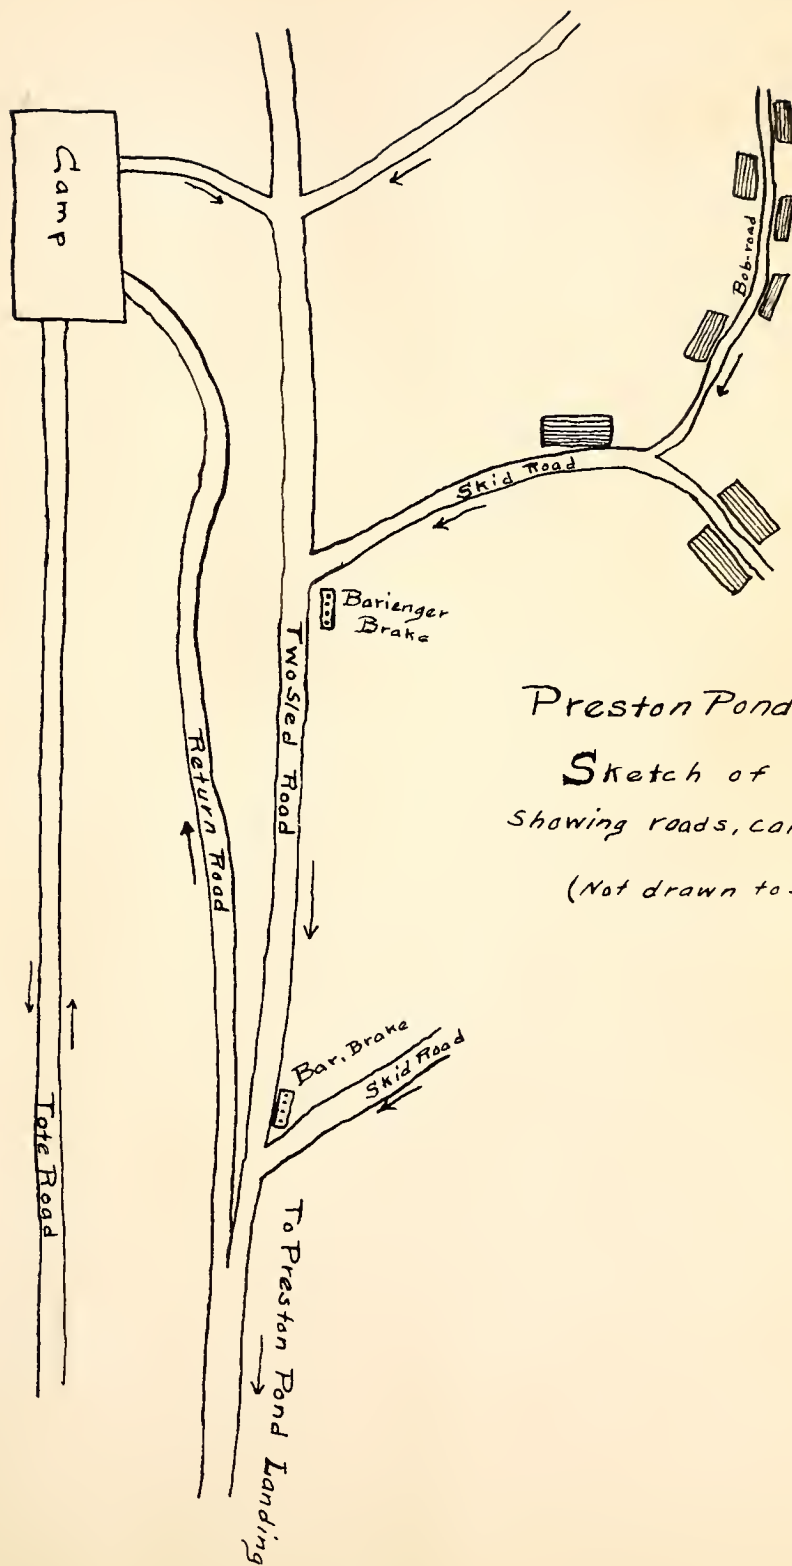 Camp
Bob-road
Skid Road
Barienger
Brake
Two Sled Road
Return Road
Preston Pond
Sketch of
Showing roads,
(Not drawn to
Bar, Brake
Skid Road
Tote Road
To Preston Pond Landing